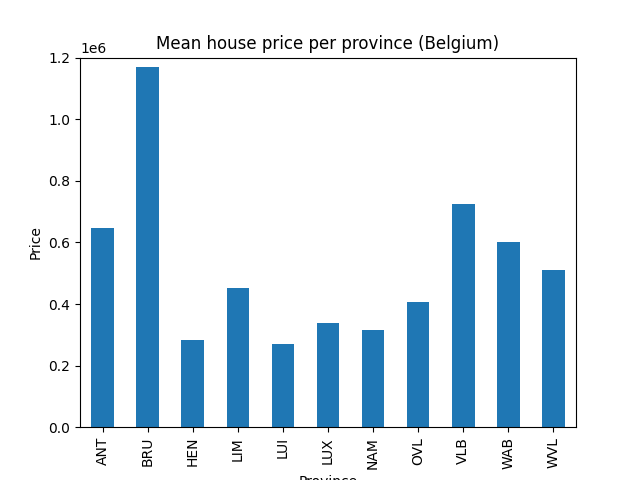 Mean house price per province (Belgium)
1e6
1.2
1.0
0.8
0.6
0.4
0.2
0.0
Price
ANT
BRU
HEN
LIM
LUI
LUX
NAM
OVL
VLB
WAB
WVL
Province